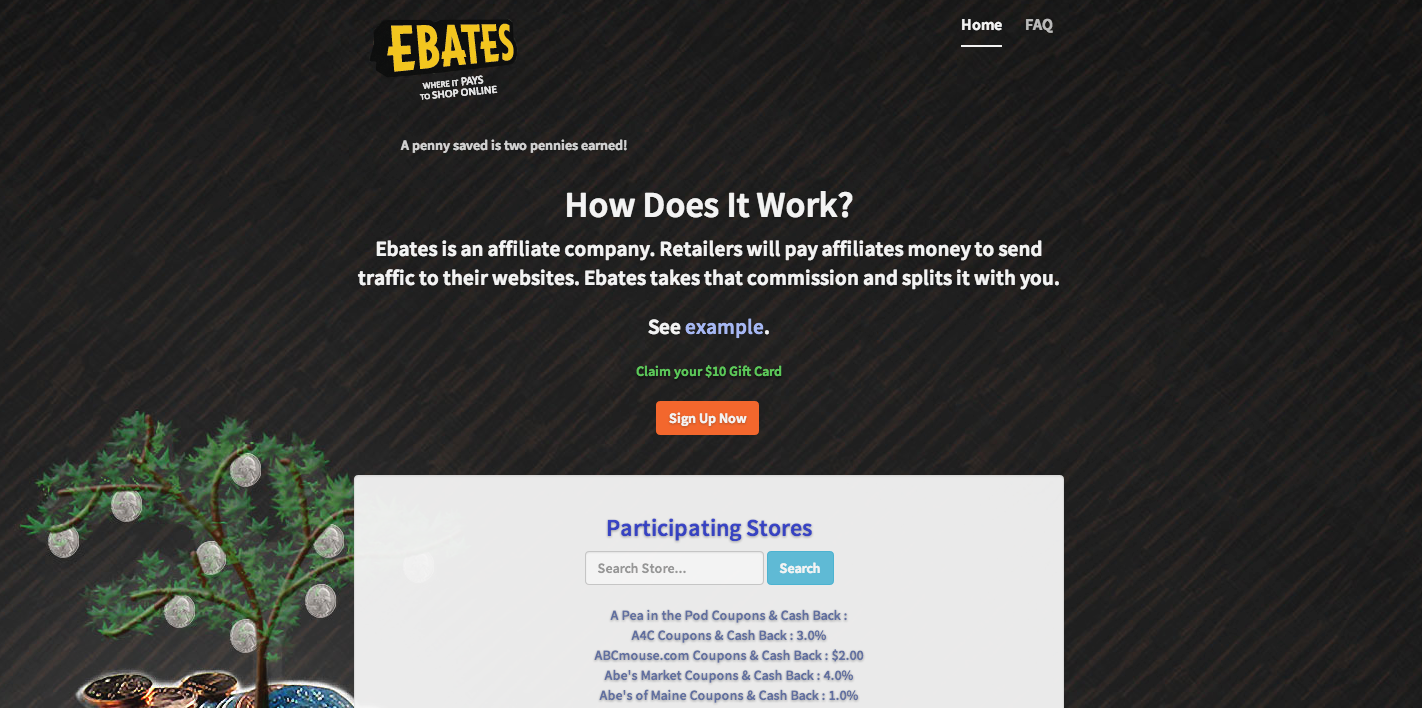 EBATES
WHERE IT PAYS
TO SHOP ONLINE
Home
FAQ
A penny saved is two pennies earned!
How Does It Work?
Ebates is an affiliate company. Retailers will pay affiliates money to send
traffic to their websites. Ebates takes that commission and splits it with you.
See example.
Claim your $10 Gift Card
Sign Up Now
Participating Stores
Search Store...
Search
A Pea in the Pod Coupons & Cash Back :
A4C Coupons & Cash Back : 3.0%
ABCmouse.com Coupons & Cash Back : $2.00
Abe's Market Coupons & Cash Back : 4.0%
Abe's of Maine Coupons & Cash Back : 1.0%